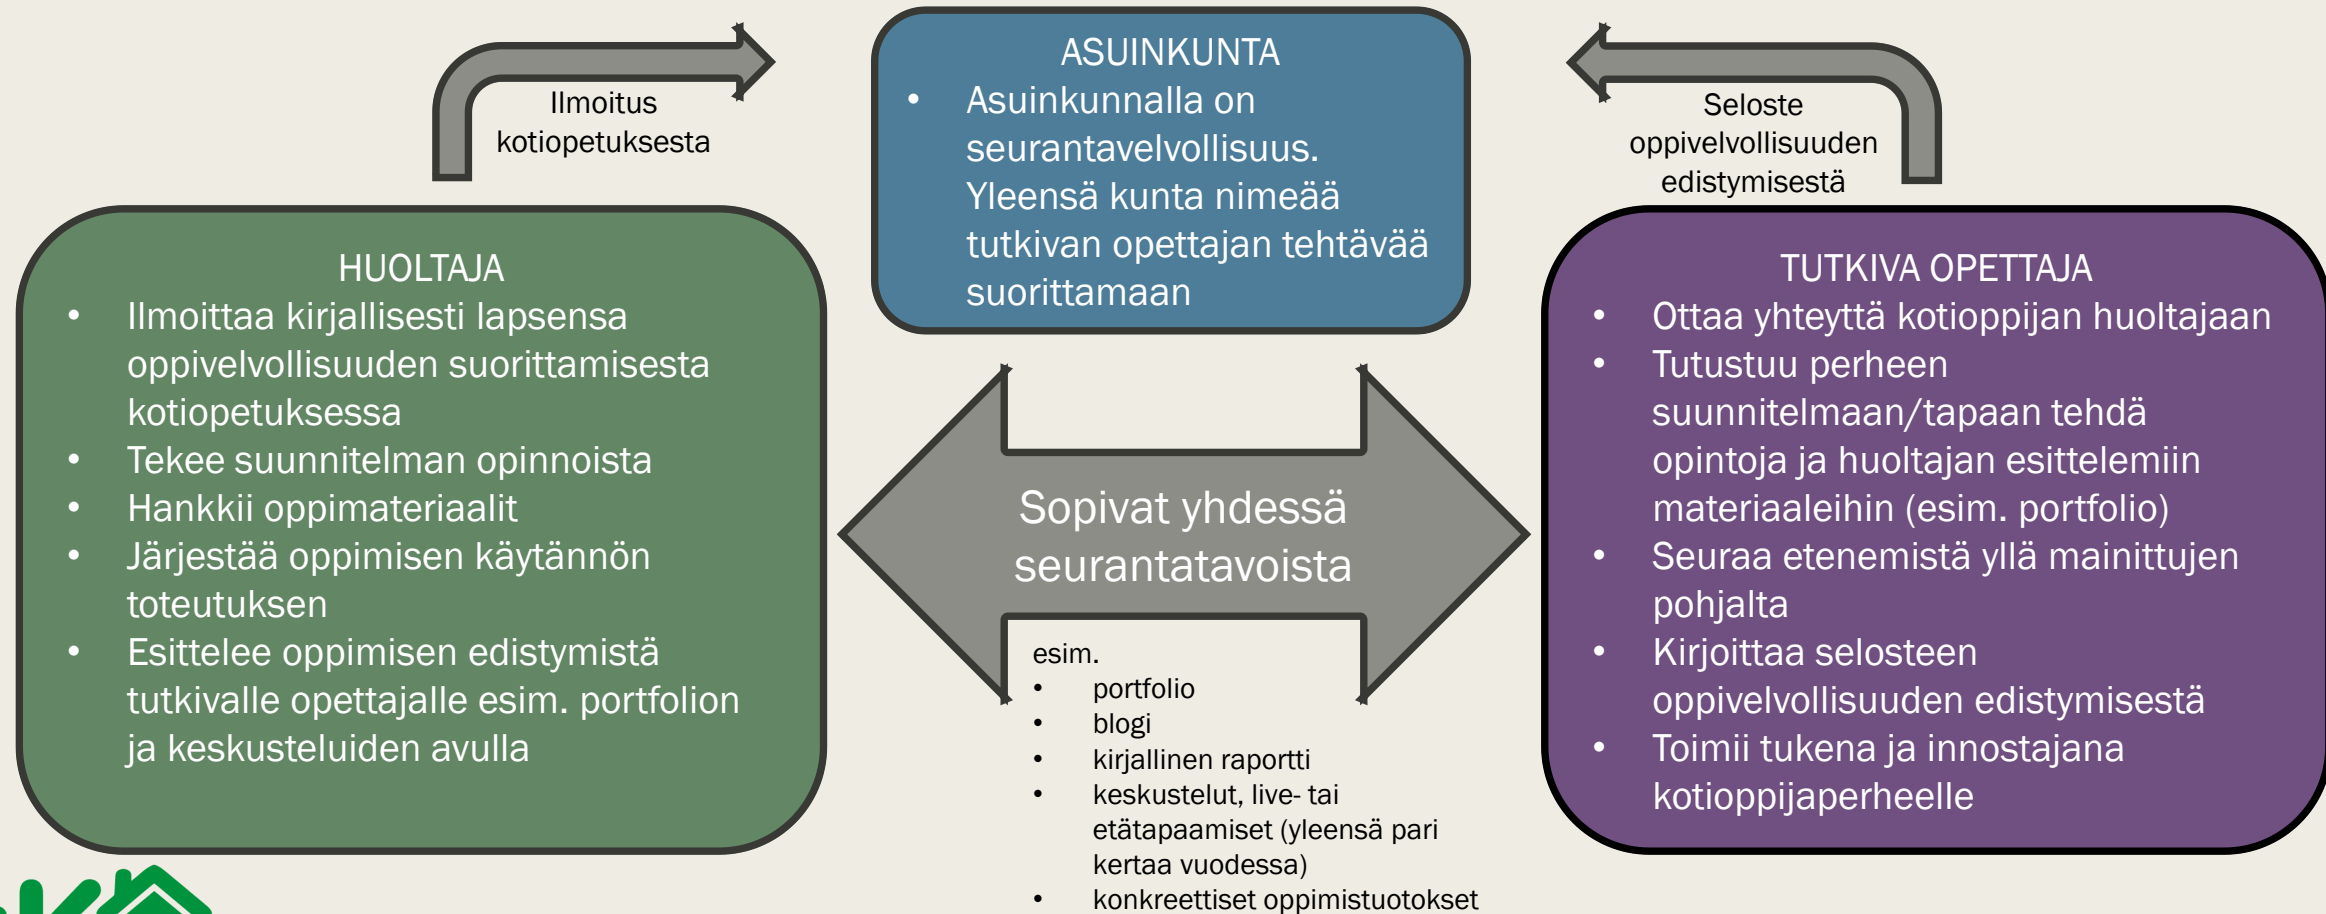 Ilmoitus
kotiopetuksesta
ASUINKUNTA
• Asuinkunnalla on
seurantavelvollisuus.
Yleensä kunta nimeää
tutkivan opettajan tehtävää
suorittamaan
Seloste
oppivelvollisuuden
edistymisestä
HUOLTAJA
• Ilmoittaa kirjallisesti lapsensa
oppivelvollisuuden suorittamisesta
kotiopetuksessa
• Tekee suunnitelman opinnoista
• Hankkii oppimateriaalit
• Järjestää oppimisen käytännön
toteutuksen
• Esittelee oppimisen edistymistä
tutkivalle opettajalle esim. portfolion
ja keskusteluiden avulla
Sopivat yhdessä
seurantatavoista
esim.
• portfolio
• blogi
• kirjallinen raportti
• keskustelut, live- tai
etätapaamiset (yleensä pari
kertaa vuodessa)
• konkreettiset oppimistuotokset
TUTKIVA OPETTAJA
• Ottaa yhteyttä kotioppijan huoltajaan
• Tutustuu perheen
suunnitelmaan/tapaan tehdä
opintoja ja huoltajan esittelemiin
materiaaleihin (esim. portfolio)
• Seuraa etenemistä yllä mainittujen
pohjalta
• Kirjoittaa selosteen
oppivelvollisuuden edistymisestä
• Toimii tukena ja innostajana
kotioppijaperheelle